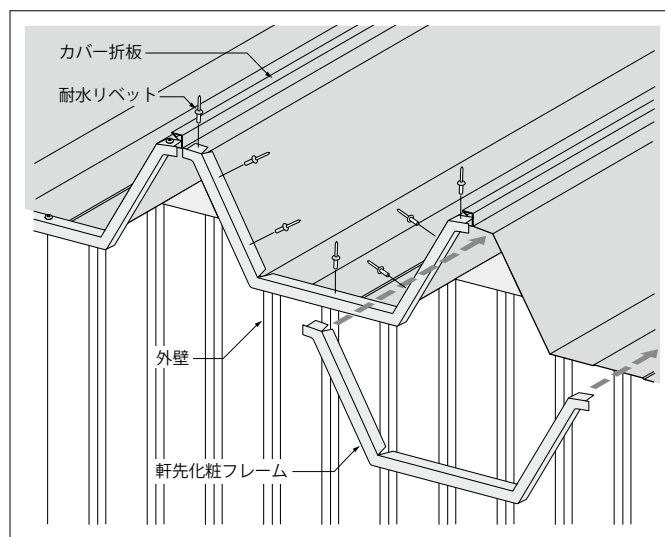 カバー折板
耐水リベット
外壁
軒先化粧フレーム